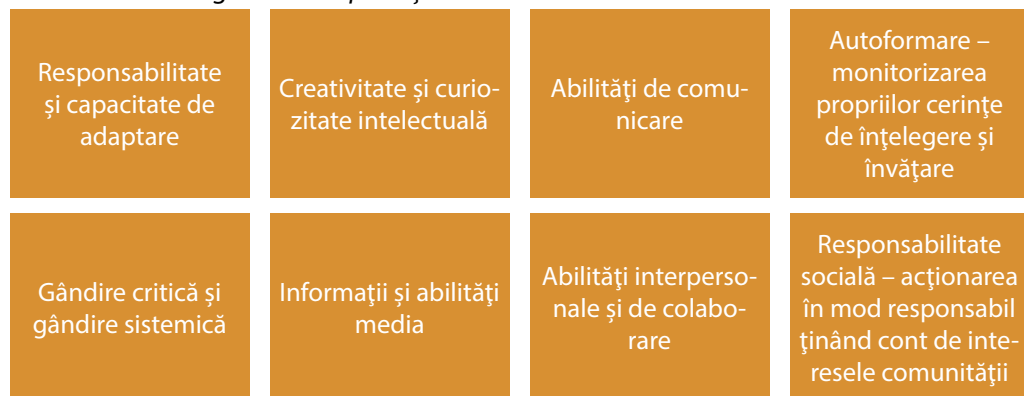 Responsabilitate
și capacitate de
adaptare
Creativitate și curio-
zitate intelectuală
Abilităţi de comu-
nicare
Autoformare –
monitorizarea
propriilor cerinţe
de înţelegere și
învăţare
Gândire critică și
gândire sistemică
Informaţii și abilităţi
media
Abilităţi interperso-
nale și de colabo-
rare
Responsabilitate
socială – acţionarea
în mod responsabil
ţinând cont de inte-
resele comunităţii